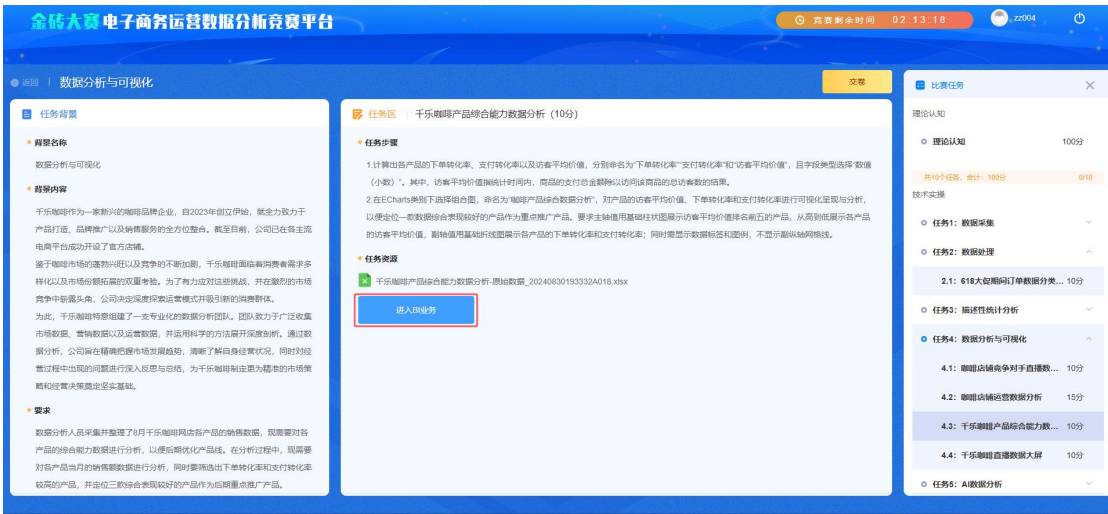 金砖大赛电子商务运营数据分析竞赛平台
竞赛剩余时间 02:13:18
zz004
返回 | 数据分析与可视化
交卷
任务背景
背景名称
数据分析与可视化
背景内容
千乐咖啡作为一家新兴的咖啡品牌企业，自2023年创立伊始，就全力致力于
产品打造、品牌推广以及销售服务的全方位整合。截至目前，公司已在各主流
电商平台成功开设了官方店铺。
鉴于咖啡市场的蓬勃兴旺以及竞争的不断加剧，千乐咖啡面临着消费者需求多
样化以及市场份额拓展的双重考验。为了有力应对这些挑战，并在激烈的市场
竞争中崭露头角，公司决定深度探索运营模式并吸引新的消费群体。
为此，千乐咖啡特意组建了一支专业化的数据分析团队。团队致力于广泛收集
市场数据、营销数据以及运营数据，并运用科学的方法展开深度剖析。通过数
据分析，公司旨在精确把握市场发展趋势，清晰了解自身经营状况，同时对经
营过程中出现的问题进行深入反思与总结，为千乐咖啡制定更为精准的市场策
略和经营决策奠定坚实基础。
要求
数据分析人员采集并整理了8月千乐咖啡网店各产品的销售数据，现需要对各
产品的综合能力数据进行分析，以便后期优化产品线。在分析过程中，现需要
对各产品当月的销售额数据进行分析，同时要筛选出下单转化率和支付转化率
较高的产品，并定位三款综合表现较好的产品作为后期重点推广产品。
任务区 | 千乐咖啡产品综合能力数据分析（10分）
任务步骤
1.计算出各产品的下单转化率、支付转化率以及访客平均价值，分别命名为“下单转化率”“支付转化率”和“访客平均价值”，且字段类型选择“数值
（小数）”。其中，访客平均价值指统计时间内，商品的支付总金额除以访问该商品的总访客数的结果。
2.在ECharts类别下选择组合图，命名为“咖啡产品综合数据分析”，对产品的访客平均价值、下单转化率和支付转化率进行可视化呈现与分析，
以便定位一款数据综合表现较好的产品作为重点推广产品。要求主轴值用基础柱状图展示访客平均价值排名前五的产品，从高到低展示各产品
的访客平均价值，副轴值用基础折线图展示各产品的下单转化率和支付转化率；同时需显示数据标签和图例，不显示副纵轴网格线。
任务资源
千乐咖啡产品综合能力数据分析-原始数据_20240830193332A018.xlsx
进入BI业务
比赛任务
理论认知
理论认知 100分
共10个任务，合计：100分 0/10
技术实操
任务1：数据采集
任务2：数据处理
2.1：618大促期间订单数据分类... 10分
任务3：描述性统计分析
任务4：数据分析与可视化
4.1：咖啡店铺竞争对手直播数... 10分
4.2：咖啡店铺运营数据分析 15分
4.3：千乐咖啡产品综合能力数... 10分
4.4：千乐咖啡直播数据大屏 10分
任务5：AI数据分析